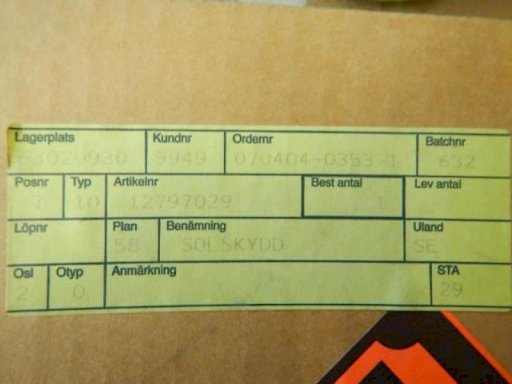 Lagerplats Kundnr Ordernr Batchnr
53020930 9949 070404-0353-1 632
Posnr Typ Artikelnr Best antal Lev antal
7 10 12797029 1
Löpnr Plan Benämning Uland
58 SOLSKYDD SE
Osl Otyp Anmärkning STA
2 0 29